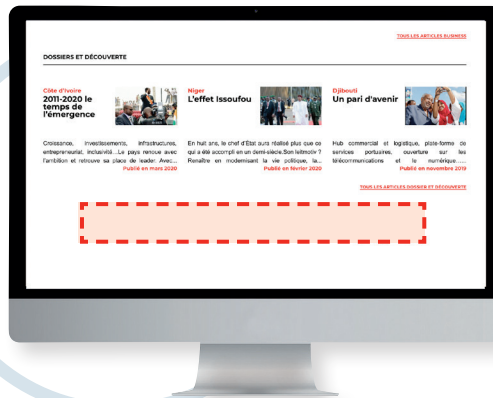 TOUS LES ARTICLES BUSINESS
DOSSIERS ET DÉCOUVERTE
Côte d'Ivoire
2011-2020 le
temps de
l'émergence
Croissance, investissements, infrastructures,
entrepreneuriat, inclusivité...Le pays renoue avec
l'ambition et retrouve sa place de leader. Avec...
Publié en mars 2020
Niger
L'effet Issoufou
En huit ans, le chef d'État aura réalisé plus que ce
qui a été accompli en un demi-siècle.Son leitmotiv ?
Renaître en modernisant la vie politique, la...
Publié en février 2020
Djibouti
Un pari d'avenir
Hub commercial et logistique, plate-forme de
services portuaires, ouverture sur les
télécommunications et le numérique......
Publié en novembre 2019
TOUS LES ARTICLES DOSSIER ET DÉCOUVERTE